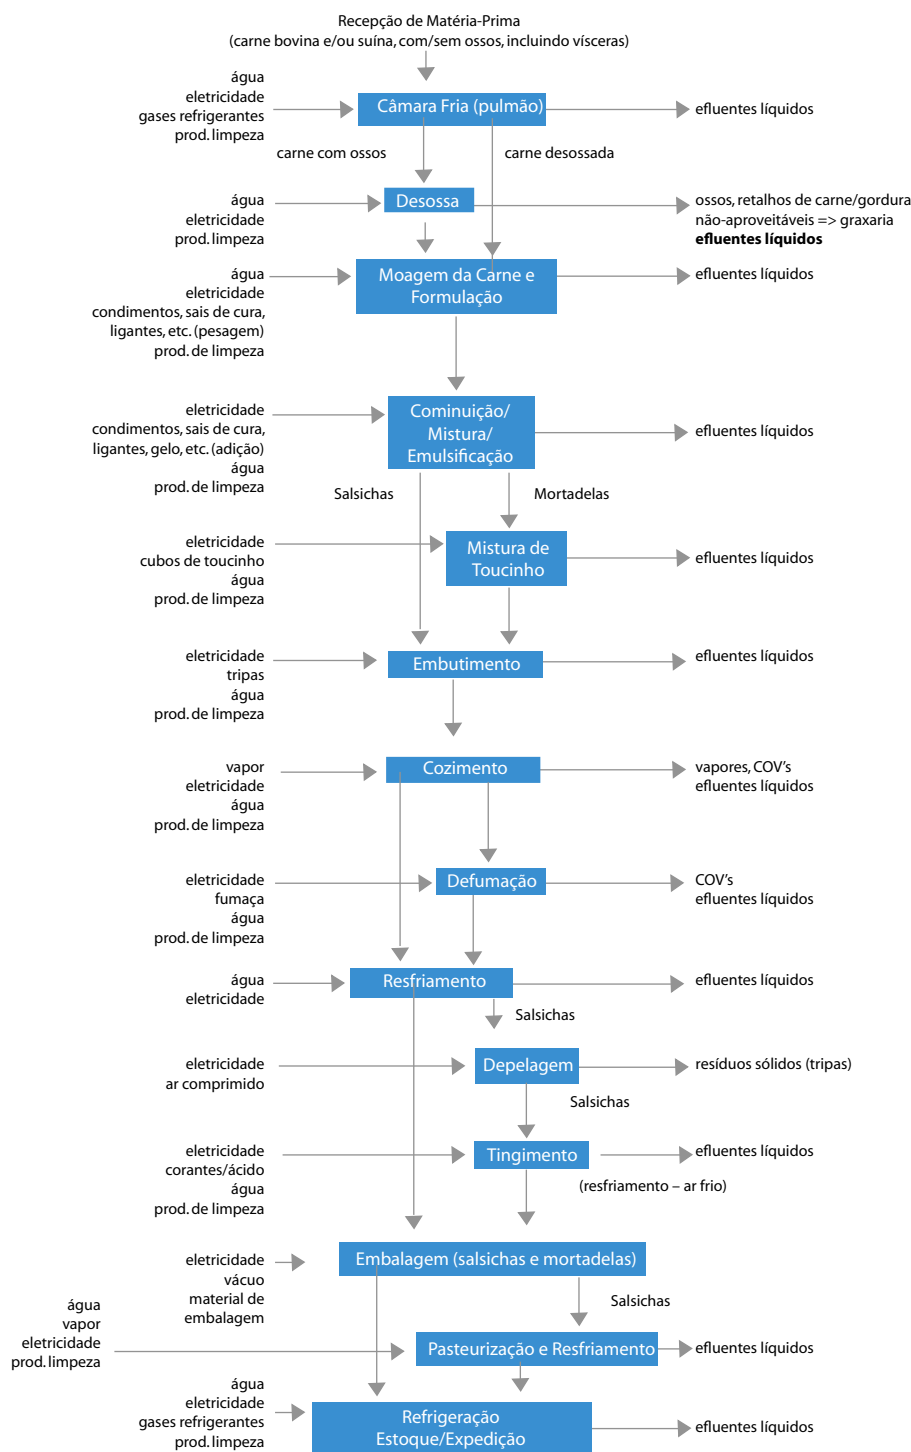 Recepção de Matéria-Prima
(carne bovina e/ou suína, com/sem ossos, incluindo vísceras)
água
eletricidade
gases refrigerantes
prod. limpeza
Câmara Fria (pulmão)
efluentes líquidos
carne com ossos
carne desossada
água
eletricidade
prod. limpeza
Desossa
ossos, retalhos de carne/gordura
não-aproveitáveis => graxaria
efluentes líquidos
água
eletricidade
condimentos, sais de cura,
ligantes, etc. (pesagem)
prod. de limpeza
Moagem da Carne e
Formulação
efluentes líquidos
eletricidade
condimentos, sais de cura,
ligantes, gelo, etc. (adição)
água
prod. de limpeza
Cominuição/
Mistura/
Emulsificação
efluentes líquidos
Salsichas
Mortadelas
eletricidade
cubos de toucinho
água
prod. de limpeza
Mistura de
Toucinho
efluentes líquidos
eletricidade
tripas
água
prod. de limpeza
Embutimento
efluentes líquidos
vapor
eletricidade
água
prod. de limpeza
Cozimento
vapores, COV's
efluentes líquidos
eletricidade
fumaça
água
prod. de limpeza
Defumação
COV's
efluentes líquidos
água
eletricidade
Resfriamento
efluentes líquidos
Salsichas
eletricidade
ar comprimido
Depelagem
resíduos sólidos (tripas)
Salsichas
eletricidade
corantes/ácido
água
prod. de limpeza
Tingimento
efluentes líquidos
(resfriamento – ar frio)
eletricidade
vácuo
material de
embalagem
Embalagem (salsichas e mortadelas)
Salsichas
água
vapor
eletricidade
prod. limpeza
Pasteurização e Resfriamento
efluentes líquidos
água
eletricidade
gases refrigerantes
prod. limpeza
Refrigeração
Estoque/Expedição
efluentes líquidos